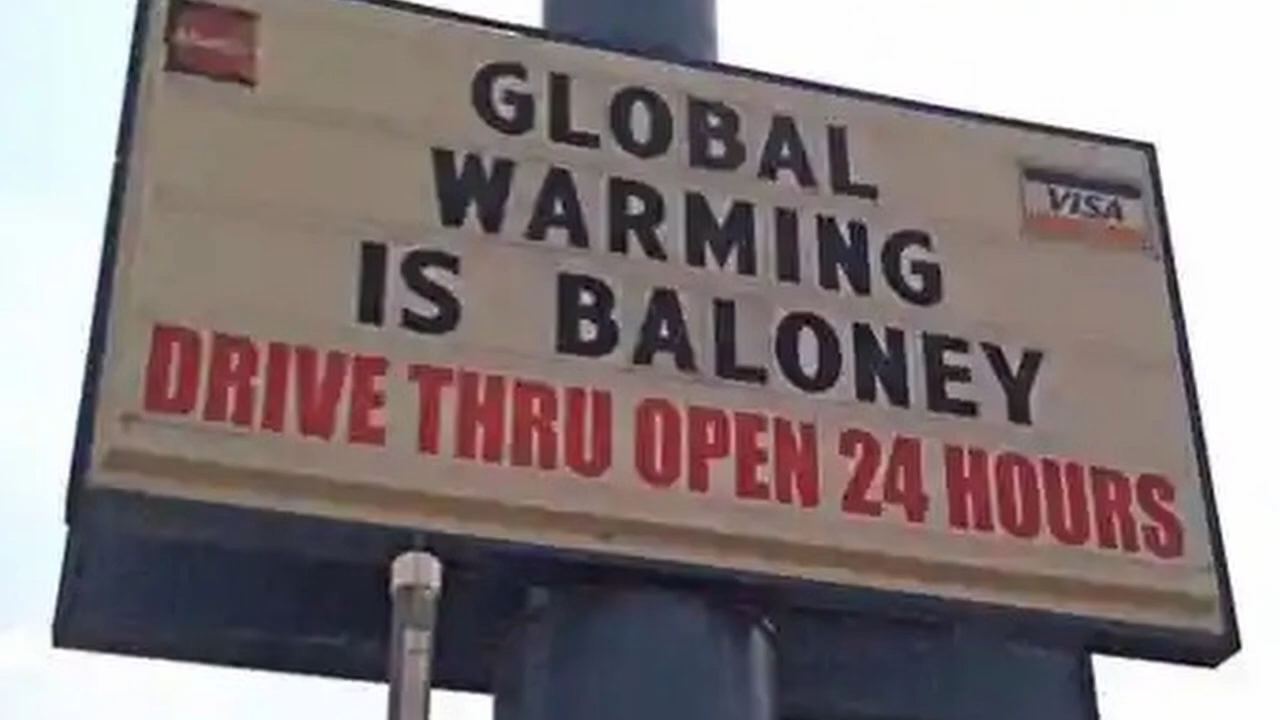 GLOBAL
WARMING
VISA
IS BALONEY
DRIVE THRU OPEN 24 HOURS